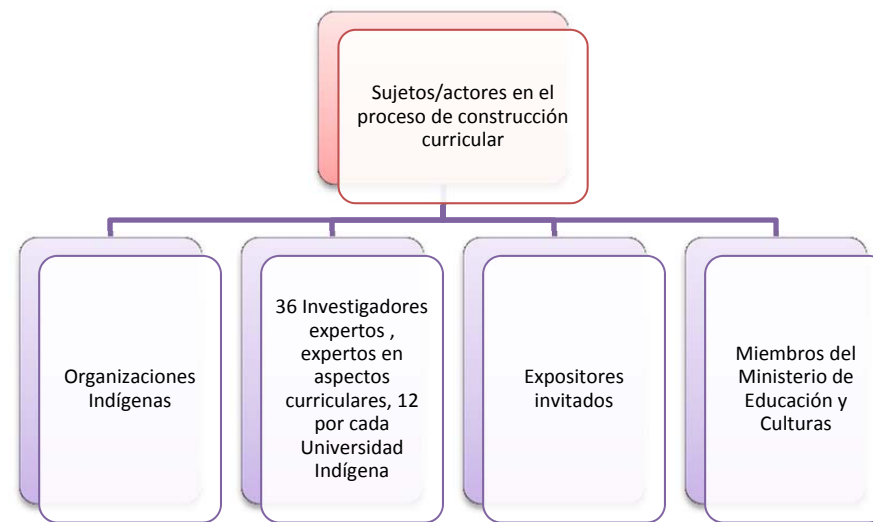 Sujetos/actores en el
proceso de construcción
curricular
Organizaciones
Indígenas
36 Investigadores
expertos ,
expertos en
aspectos
curriculares, 12
por cada
Universidad
Indígena
Expositores
invitados
Miembros del
Ministerio de
Educación y
Culturas